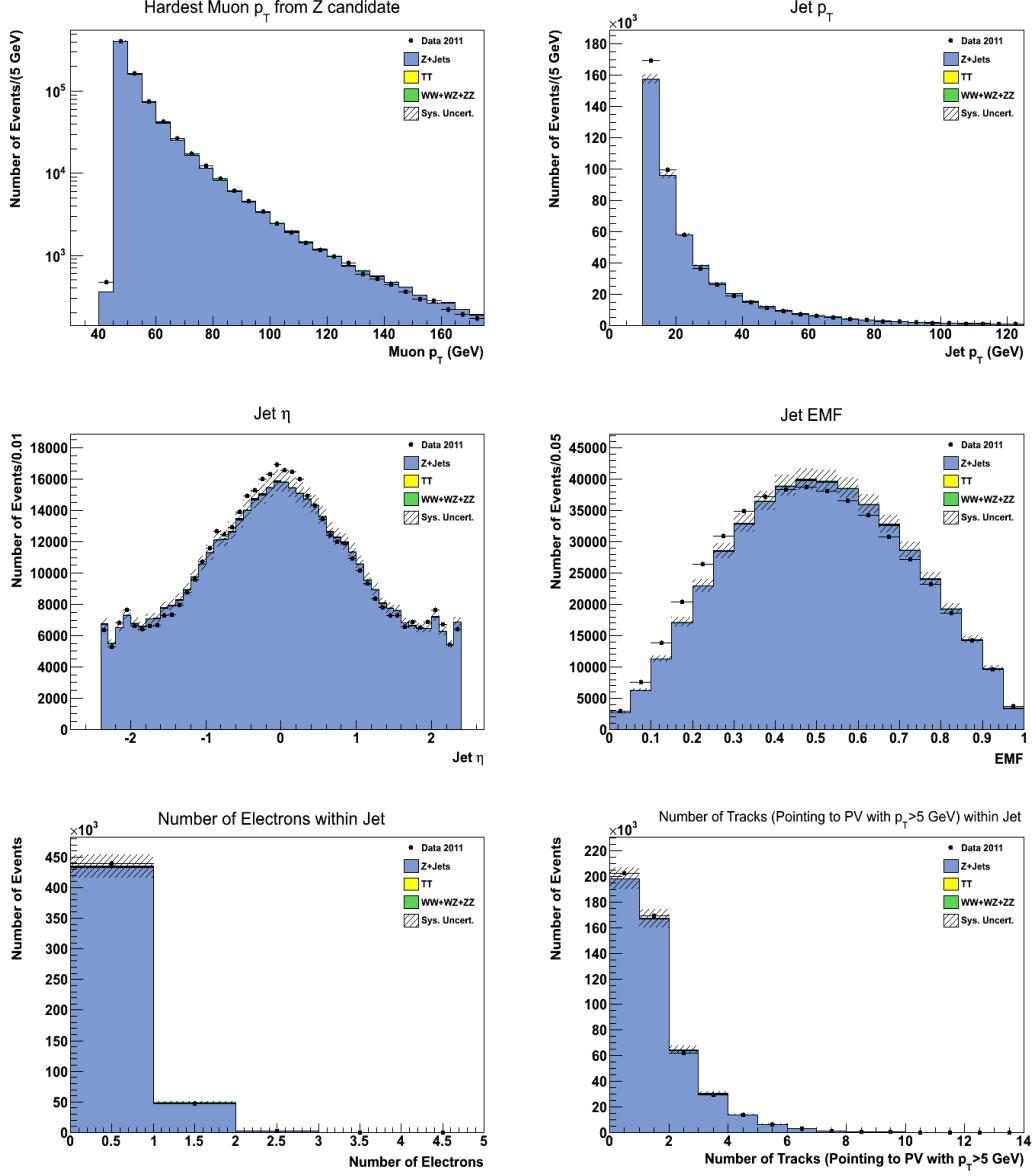 Hardest Muon p_T from Z candidate
Number of Events/(5 GeV)
10^5
10^4
10^3
Data 2011
Z+Jets
TT
WW+WZ+ZZ
Sys. Uncert.
40 60 80 100 120 140 160
Muon p_T (GeV)
Jet p_T
×10^3
Number of Events/(5 GeV)
180
160
140
120
100
80
60
40
20
0
Data 2011
Z+Jets
TT
WW+WZ+ZZ
Sys. Uncert.
20 40 60 80 100 120
Jet p_T (GeV)
Jet η
Number of Events/0.01
18000
16000
14000
12000
10000
8000
6000
4000
2000
0
Data 2011
Z+Jets
TT
WW+WZ+ZZ
Sys. Uncert.
-2 -1 0 1 2
Jet η
Jet EMF
Number of Events/0.05
45000
40000
35000
30000
25000
20000
15000
10000
5000
0
Data 2011
Z+Jets
TT
WW+WZ+ZZ
Sys. Uncert.
0 0.1 0.2 0.3 0.4 0.5 0.6 0.7 0.8 0.9 1
EMF
Number of Electrons within Jet
×10^3
Number of Events
450
400
350
300
250
200
150
100
50
0
Data 2011
Z+Jets
TT
WW+WZ+ZZ
Sys. Uncert.
0 0.5 1 1.5 2 2.5 3 3.5 4 4.5 5
Number of Electrons
Number of Tracks (Pointing to PV with p_T>5 GeV) within Jet
×10^3
Number of Events
220
200
180
160
140
120
100
80
60
40
20
0
Data 2011
Z+Jets
TT
WW+WZ+ZZ
Sys. Uncert.
0 2 4 6 8 10 12 14
Number of Tracks (Pointing to PV with p_T>5 GeV)